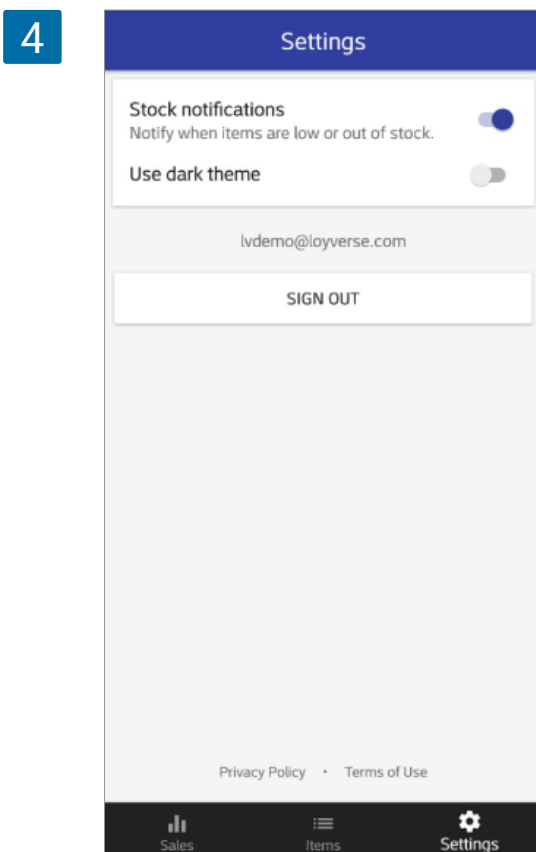 4
Settings
Stock notifications
Notify when items are low or out of stock.
Use dark theme
lvdemo@loyverse.com
SIGN OUT
Privacy Policy • Terms of Use
Sales Items Settings